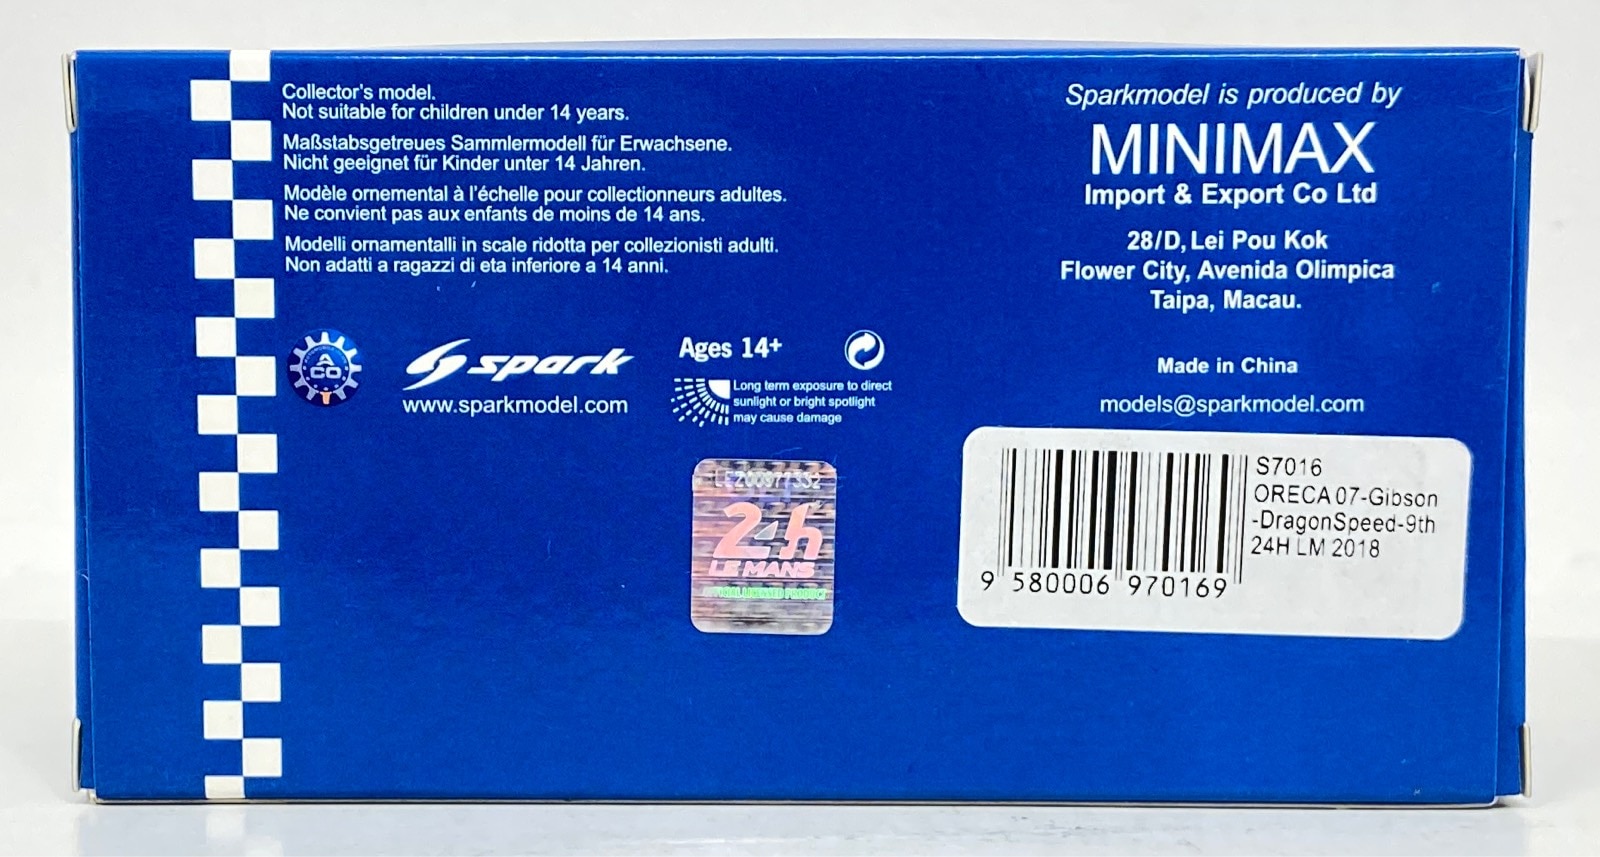 Collector's model.
Not suitable for children under 14 years.
Maßstabsgetreues Sammlermodell für Erwachsene.
Nicht geeignet für Kinder unter 14 Jahren.
Modèle ornemental à l'échelle pour collectionneurs adultes.
Ne convient pas aux enfants de moins de 14 ans.
Modelli ornamentalli in scale ridotta per collezionisti adulti.
Non adatti a ragazzi di eta inferiore a 14 anni.
ACO
spark
www.sparkmodel.com
Ages 14+
Long term exposure to direct
sunlight or bright spotlight
may cause damage
24h
LE MANS
Sparkmodel is produced by
MINIMAX
Import & Export Co Ltd
28/D, Lei Pou Kok
Flower City, Avenida Olimpica
Taipa, Macau.
Made in China
models@sparkmodel.com
S7016
ORECA 07-Gibson
-DragonSpeed-9th
24H LM 2018
9 580006 970169